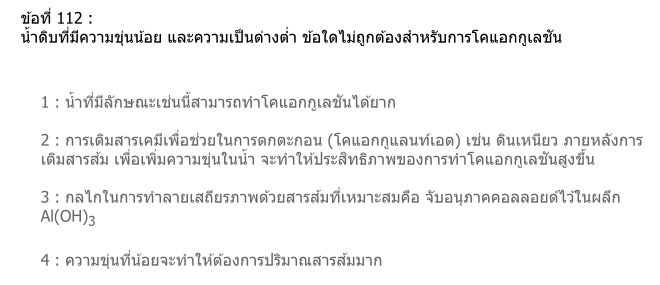 ข้อที่ 112 :
น้ำดิบที่มีความขุ่นน้อย และความเป็นด่างต่ำ ข้อใดไม่ถูกต้องสำหรับการโคแอกกูเลชัน
1 : น้ำที่มีลักษณะเช่นนี้สามารถทำโคแอกกูเลชันได้ยาก
2 : การเติมสารเคมีเพื่อช่วยในการตกตะกอน (โคแอกกูแลนท์เอด) เช่น ดินเหนียว ภายหลังการ
เติมสารส้ม เพื่อเพิ่มความขุ่นในน้ำ จะทำให้ประสิทธิภาพของการทำโคแอกกูเลชันสูงขึ้น
3 : กลไกในการทำลายเสถียรภาพด้วยสารส้มที่เหมาะสมคือ จับอนุภาคคอลลอยด์ไว้ในผลึก
Al(OH)3
4 : ความขุ่นที่น้อยจะทำให้ต้องการปริมาณสารส้มมาก